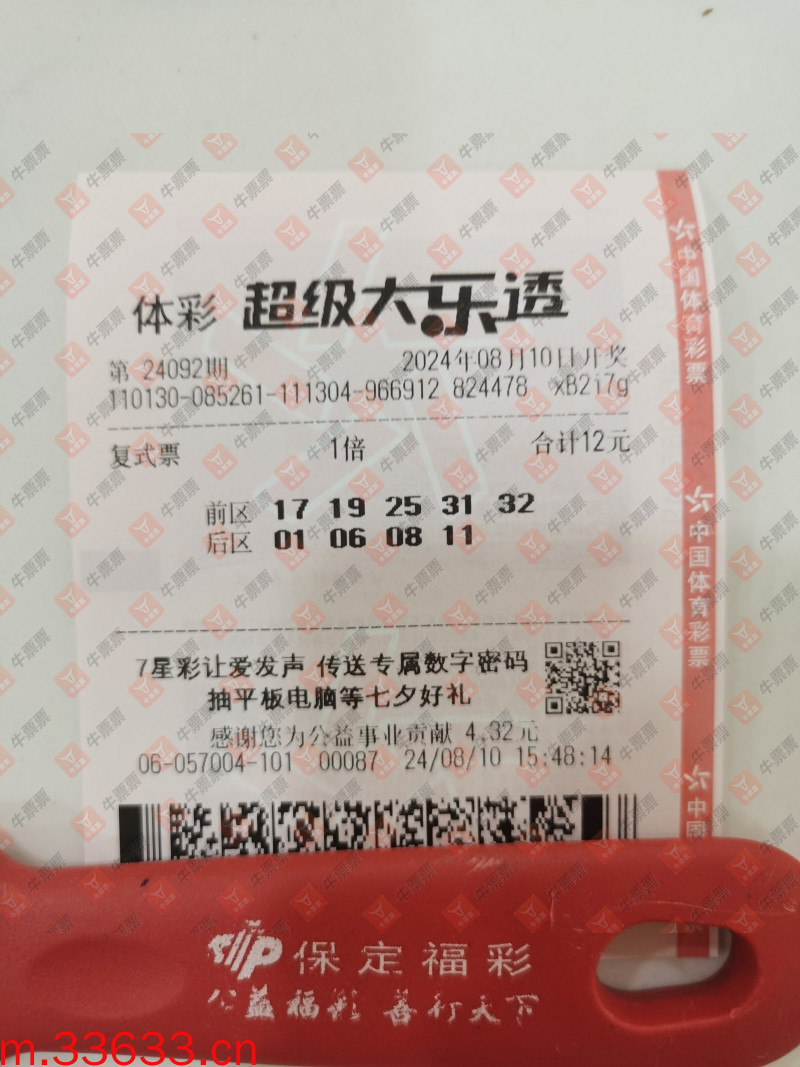 体彩 超级大乐透
第 24092期 2024年08月10日开奖
110130-085261-111304-966912 824478 xB2i7g
复式票 1倍 合计12元
前区 17 19 25 31 32
后区 01 06 08 11
7星彩让爱发声 传送专属数字密码
抽平板电脑等七夕好礼
感谢您为公益事业贡献 4.32元
06-057004-101 00087 24/08/10 15:48:14
中国体育彩票
中国体育彩票
中国
保定福彩
公益福彩 善行天下
牛票票
m.33633.cn